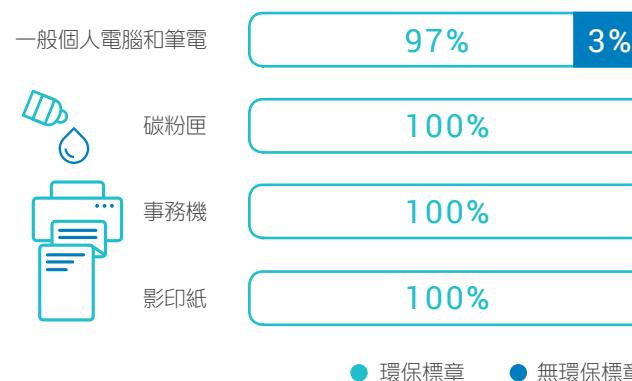 一般個人電腦和筆電 97% 3%
碳粉匣 100%
事務機 100%
影印紙 100%
環保標章 無環保標章